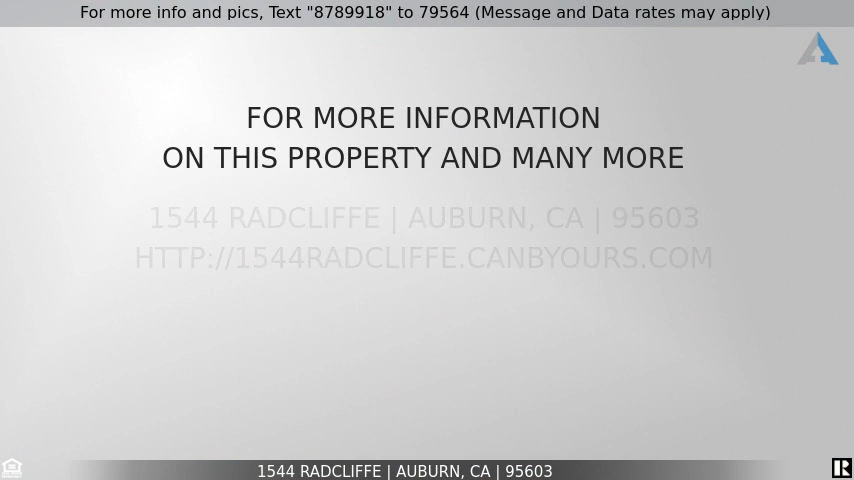 For more info and pics, Text "8789918" to 79564 (Message and Data rates may apply)
FOR MORE INFORMATION
ON THIS PROPERTY AND MANY MORE
1544 RADCLIFFE | AUBURN, CA | 95603
HTTP://1544RADCLIFFE.CANBYOURS.COM
1544 RADCLIFFE | AUBURN, CA | 95603